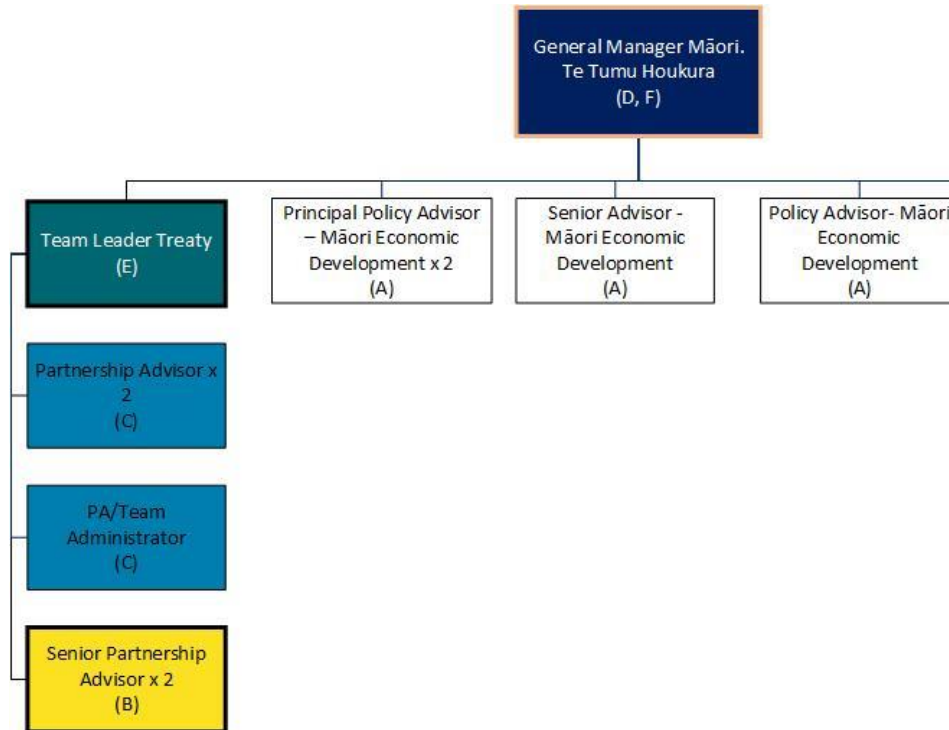 General Manager Māori.
Te Tumu Houkura
(D, F)
Team Leader Treaty
(E)
Principal Policy Advisor
– Māori Economic
Development x 2
(A)
Senior Advisor -
Māori Economic
Development
(A)
Policy Advisor- Māori
Economic
Development
(A)
Partnership Advisor x
2
(C)
PA/Team
Administrator
(C)
Senior Partnership
Advisor x 2
(B)